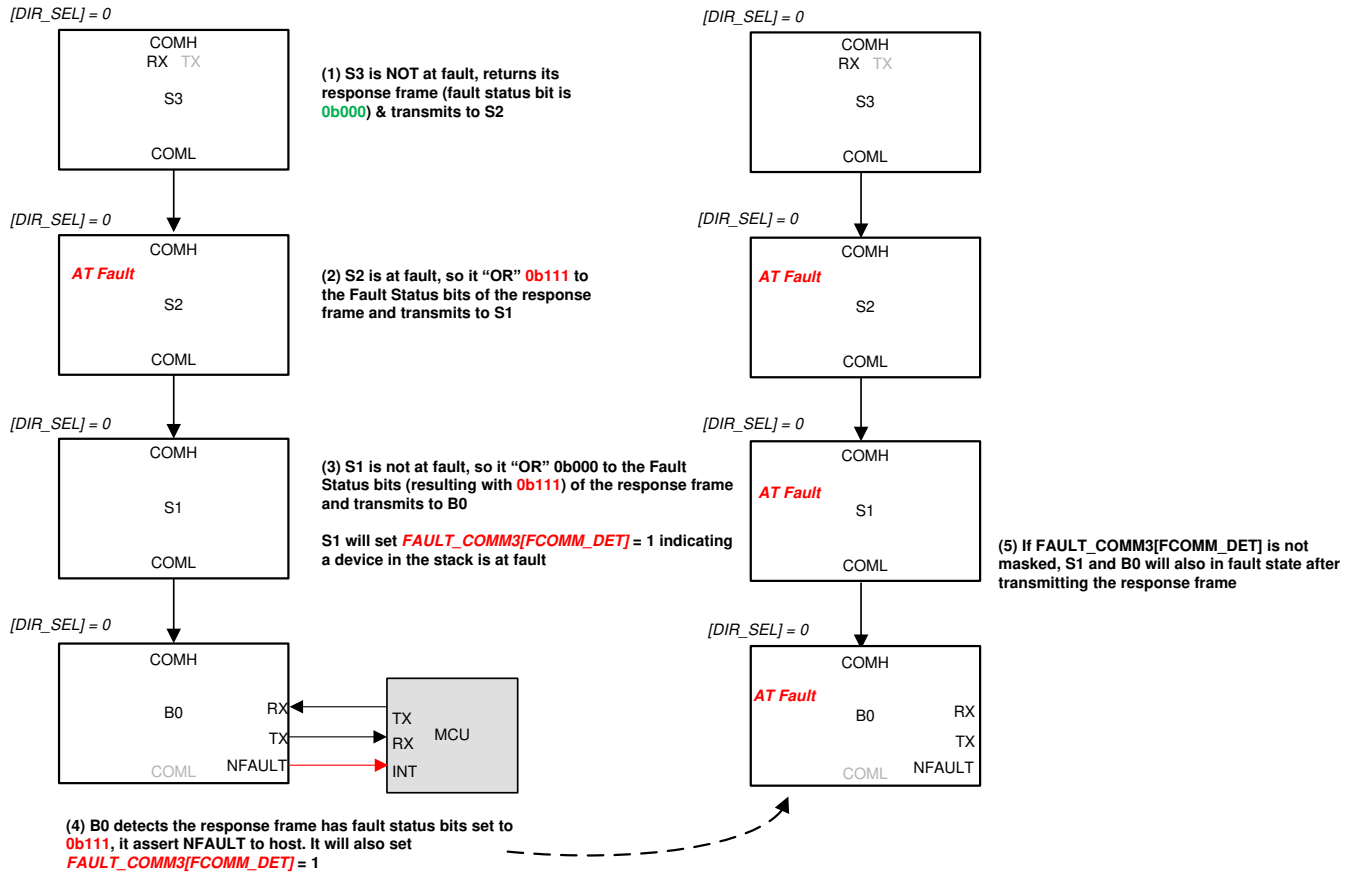 [DIR_SEL] = 0
COMH
RX TX
S3
COML
(1) S3 is NOT at fault, returns its
response frame (fault status bit is
0b000) & transmits to S2
[DIR_SEL] = 0
COMH
AT Fault
S2
COML
(2) S2 is at fault, so it “OR” 0b111 to
the Fault Status bits of the response
frame and transmits to S1
[DIR_SEL] = 0
COMH
S1
COML
(3) S1 is not at fault, so it “OR” 0b000 to the Fault
Status bits (resulting with 0b111) of the response frame
and transmits to B0
S1 will set FAULT_COMM3[FCOMM_DET] = 1 indicating
a device in the stack is at fault
[DIR_SEL] = 0
COMH
B0
RX
TX
NFAULT
COML
TX
RX
INT
MCU
(4) B0 detects the response frame has fault status bits set to
0b111, it assert NFAULT to host. It will also set
FAULT_COMM3[FCOMM_DET] = 1
[DIR_SEL] = 0
COMH
RX TX
S3
COML
[DIR_SEL] = 0
COMH
AT Fault
S2
COML
[DIR_SEL] = 0
COMH
AT Fault
S1
COML
(5) If FAULT_COMM3[FCOMM_DET] is not
masked, S1 and B0 will also in fault state after
transmitting the response frame
[DIR_SEL] = 0
COMH
AT Fault
B0
RX
TX
NFAULT
COML